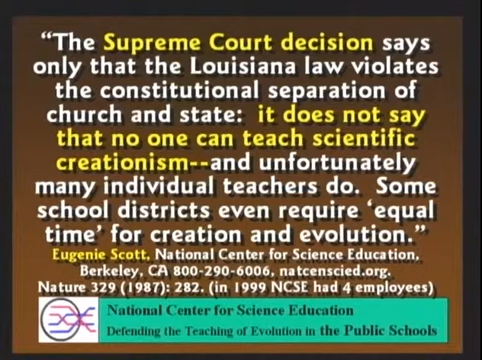 “The Supreme Court decision says
only that the Louisiana law violates
the constitutional separation of
church and state:  it does not say
that no one can teach scientific
creationism--and unfortunately
many individual teachers do.  Some
school districts even require ‘equal
time’ for creation and evolution.”
Eugenie Scott, National Center for Science Education,
Berkeley, CA 800-290-6006, natcenscied.org.
Nature 329 (1987): 282. (in 1999 NCSE had 4 employees)
National Center for Science Education
Defending the Teaching of Evolution in the Public Schools